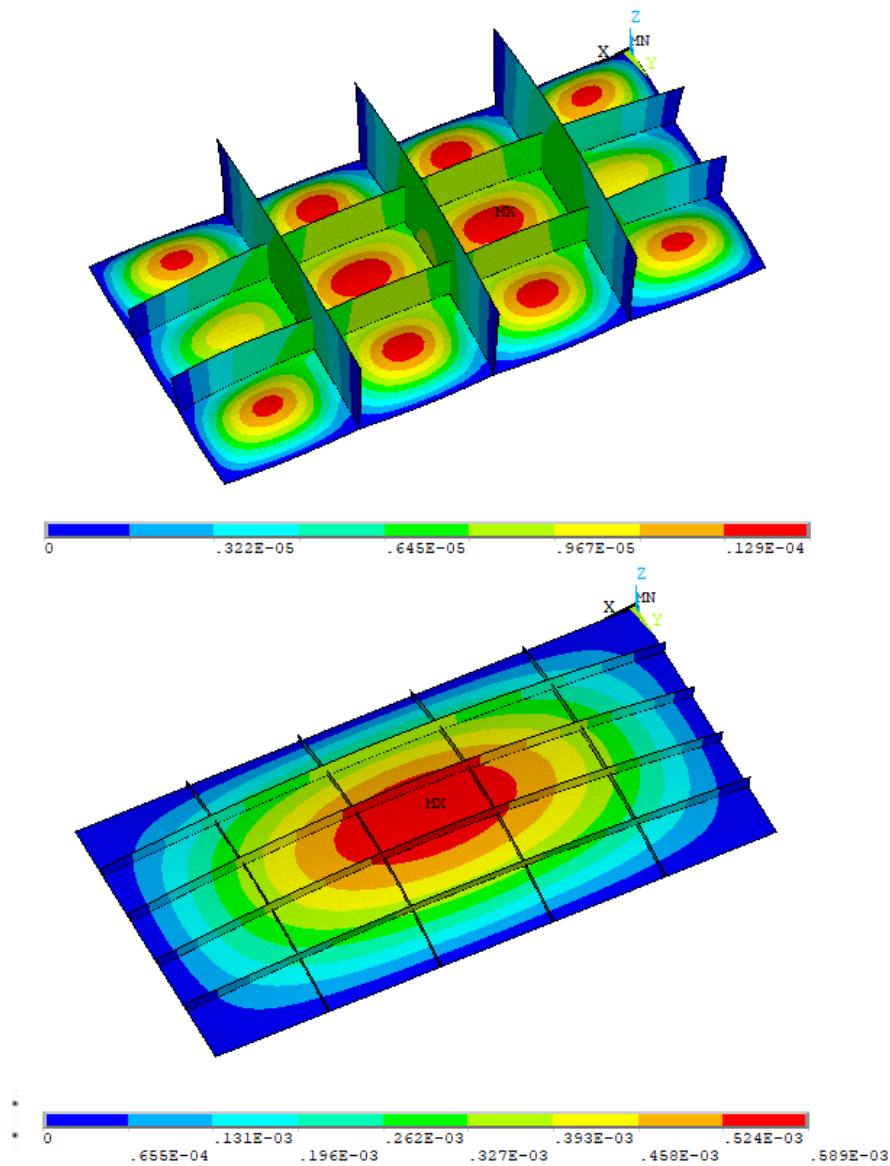 Z
X MN
Y
MX
0 .322E-05 .645E-05 .967E-05 .129E-04
Z
X MN
Y
MX
0 .131E-03 .262E-03 .393E-03 .524E-03
.655E-04 .196E-03 .327E-03 .458E-03 .589E-03